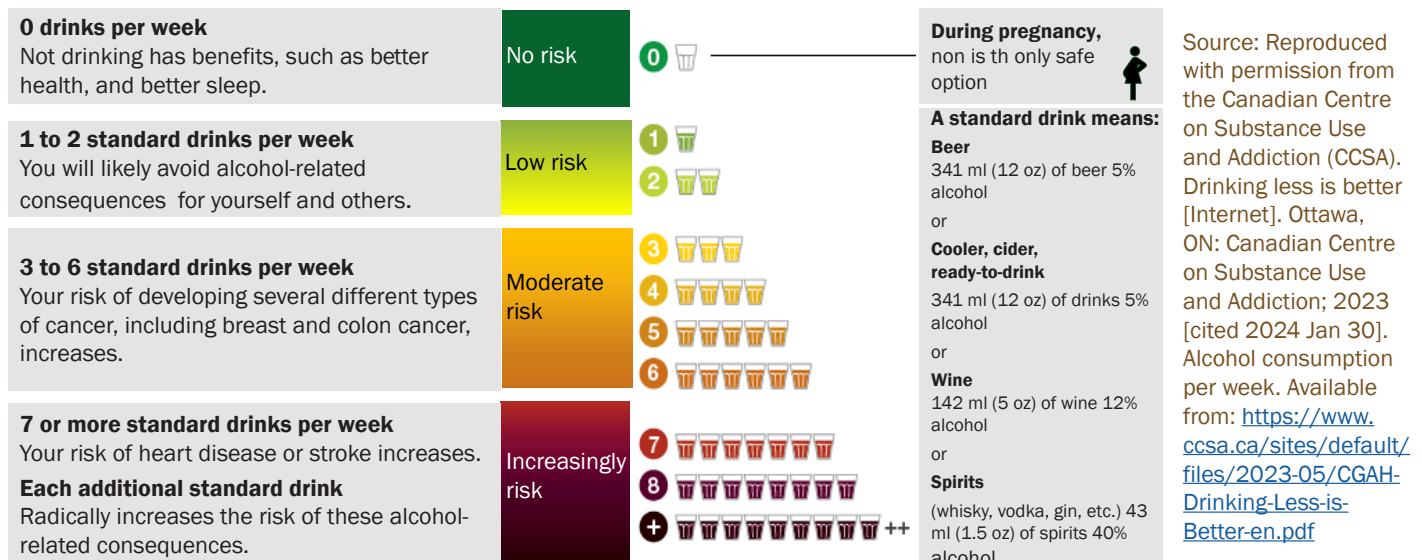 0 drinks per week
Not drinking has benefits, such as better
health, and better sleep.
No risk
0
1 to 2 standard drinks per week
You will likely avoid alcohol-related
consequences for yourself and others.
Low risk
1
2
3 to 6 standard drinks per week
Your risk of developing several different types
of cancer, including breast and colon cancer,
increases.
Moderate
risk
3
4
5
6
7 or more standard drinks per week
Your risk of heart disease or stroke increases.
Each additional standard drink
Radically increases the risk of these alcohol-
related consequences.
Increasingly
risk
7
8
+
++
During pregnancy,
non is th only safe
option
A standard drink means:
Beer
341 ml (12 oz) of beer 5%
alcohol
or
Cooler, cider,
ready-to-drink
341 ml (12 oz) of drinks 5%
alcohol
or
Wine
142 ml (5 oz) of wine 12%
alcohol
or
Spirits
(whisky, vodka, gin, etc.) 43
ml (1.5 oz) of spirits 40%
alcohol
Source: Reproduced
with permission from
the Canadian Centre
on Substance Use
and Addiction (CCSA).
Drinking less is better
[Internet]. Ottawa,
ON: Canadian Centre
on Substance Use
and Addiction; 2023
[cited 2024 Jan 30].
Alcohol consumption
per week. Available
from: https://www.
ccsa.ca/sites/default/
files/2023-05/CGAH-
Drinking-Less-is-
Better-en.pdf